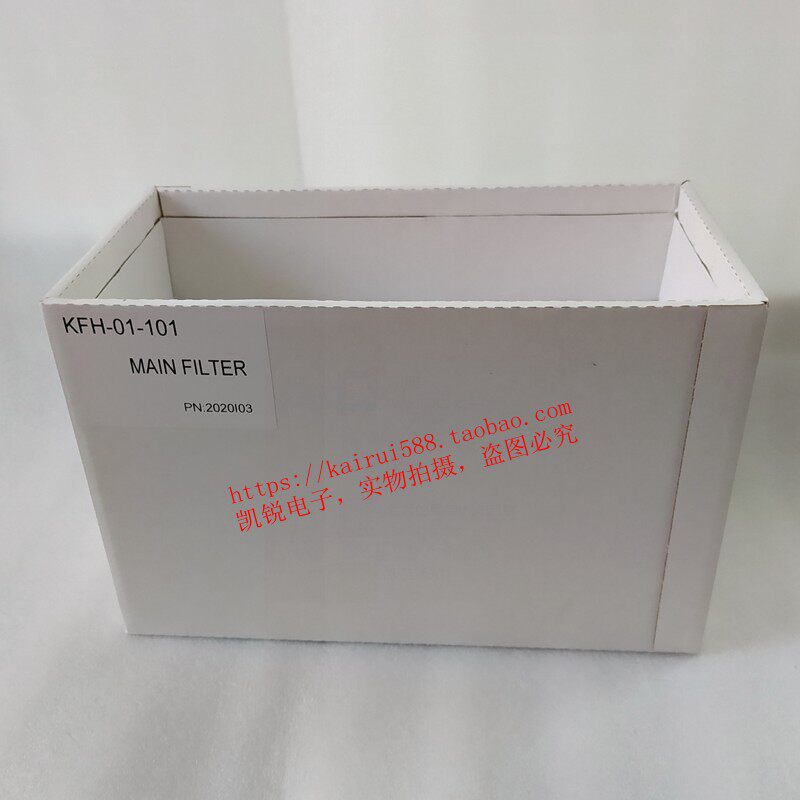 KFH-01-101
MAIN FILTER
PN:2020I03
https://kairui588.taobao.com
凯锐电子，实物拍摄，盗图必究